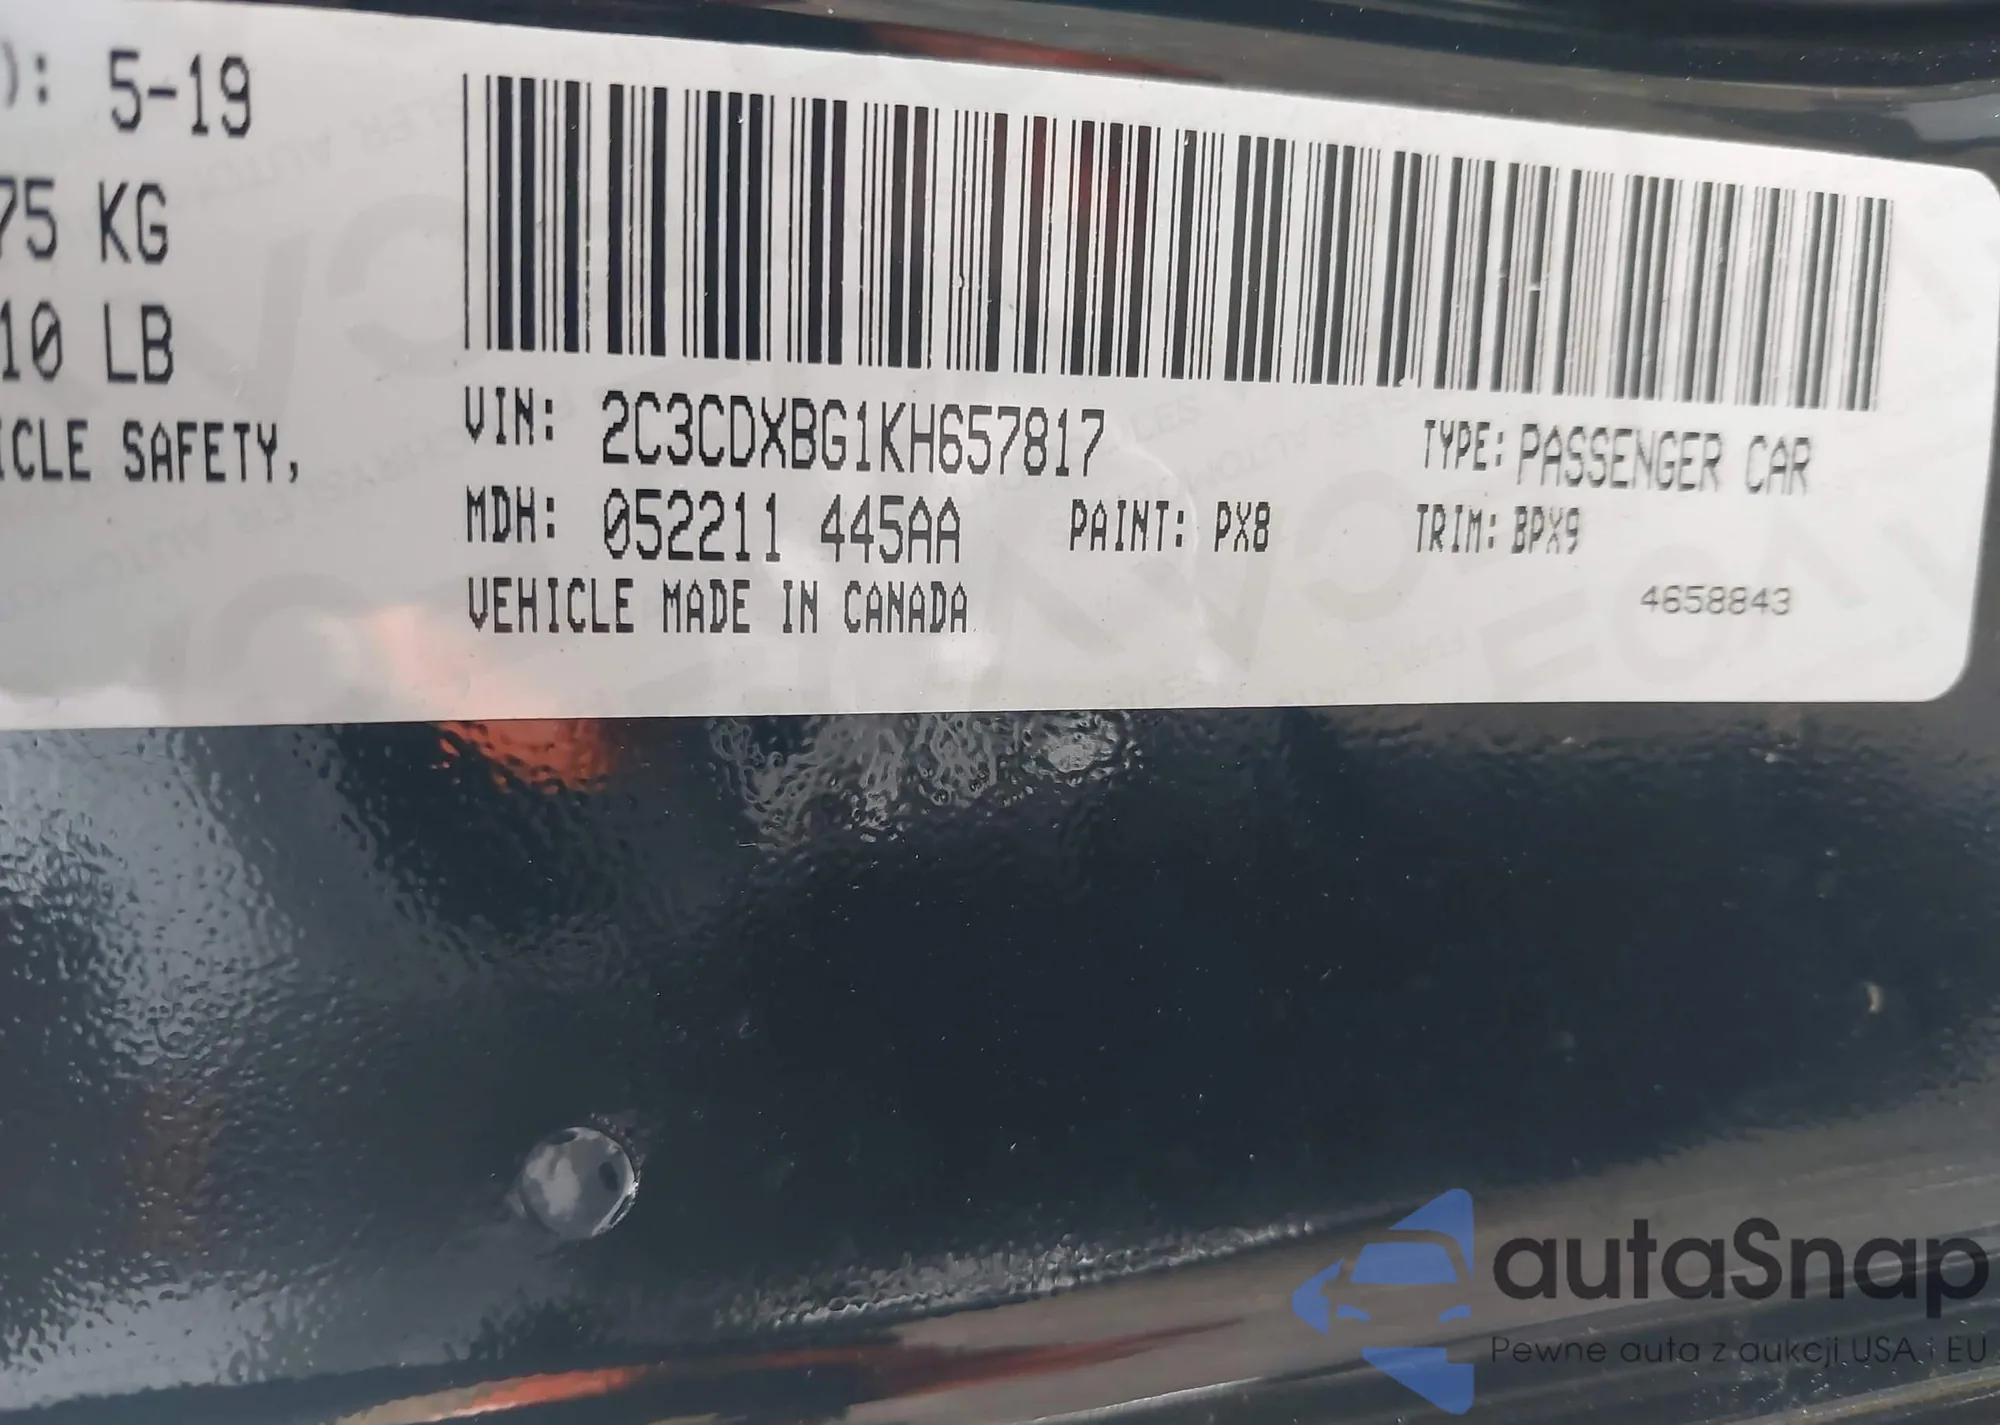 ): 5-19
75 KG
10 LB
ICLE SAFETY,
VIN: 2C3CDXBG1KH657817
TYPE: PASSENGER CAR
MDH: 052211 445AA
PAINT: PX8
TRIM: BPX9
VEHICLE MADE IN CANADA
4658843
autaSnap
Pewne auta z aukcji USA i EU